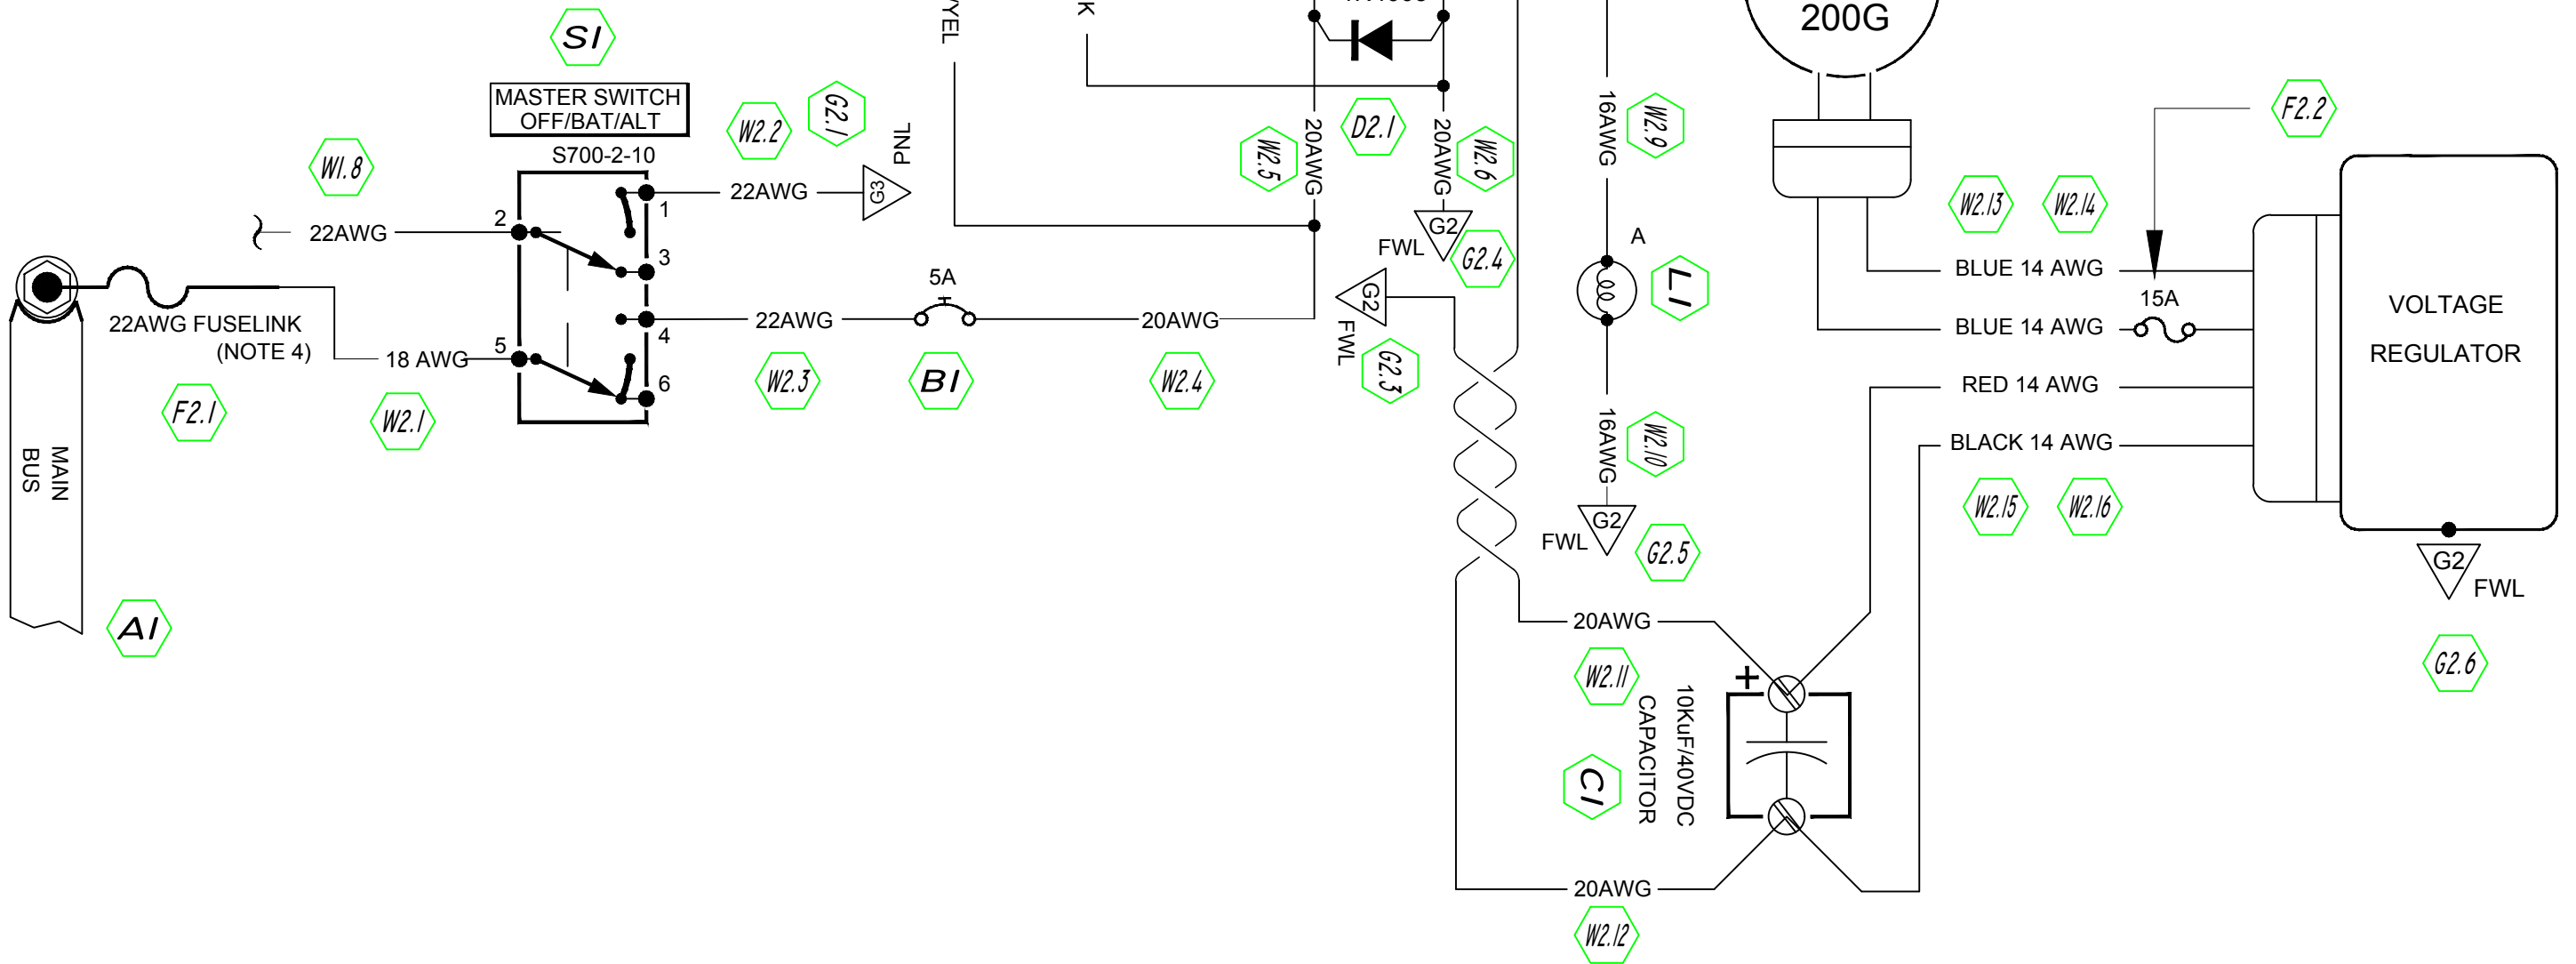 200G
S1
MASTER SWITCH
OFF/BAT/ALT
S700-2-10
W1.8
22AWG
2
5
1
3
4
6
W2.2
G2.1
22AWG
G3
PNL
22AWG FUSELINK
(NOTE 4)
F2.1
18 AWG
W2.1
MAIN
BUS
A1
22AWG
W2.3
5A
B1
20AWG
W2.4
YEL
K
W2.5
20AWG
D2.1
20AWG
W2.6
G2
FWL
G2.4
G2
FWL
G2.3
16AWG
W2.9
A
L1
16AWG
W2.10
G2
FWL
G2.5
F2.2
W2.13
W2.14
BLUE 14 AWG
15A
BLUE 14 AWG
RED 14 AWG
BLACK 14 AWG
W2.15
W2.16
VOLTAGE
REGULATOR
G2
FWL
G2.6
20AWG
W2.11
+
10KuF/40VDC
CAPACITOR
C1
20AWG
W2.12